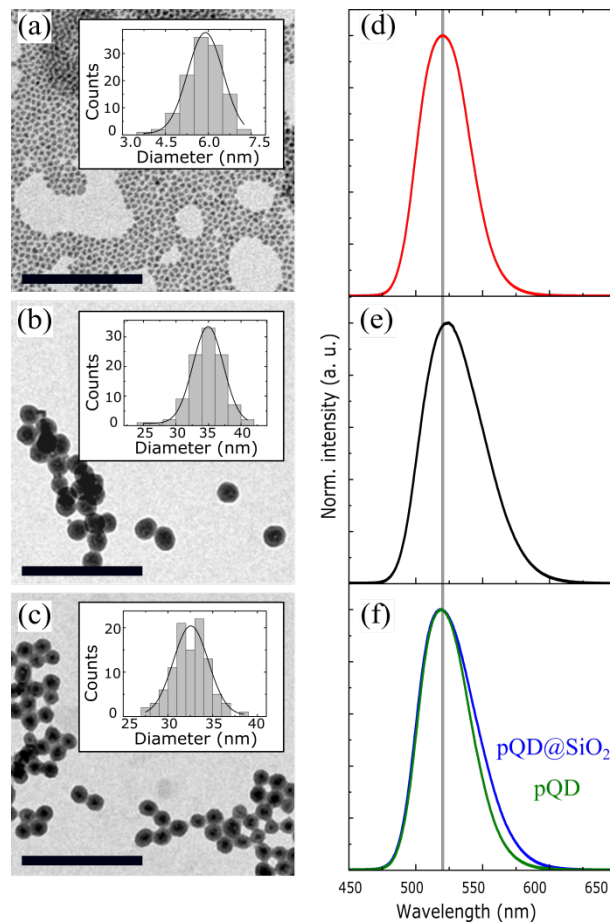 (a)
Counts
30
20
10
0
3.0 4.5 6.0 7.5
Diameter (nm)
(b)
Counts
30
20
10
0
25 30 35 40
Diameter (nm)
(c)
Counts
20
10
0
25 30 35 40
Diameter (nm)
(d)
(e)
(f)
Norm. intensity (a. u.)
pQD@SiO₂
pQD
450 500 550 600 650
Wavelength (nm)